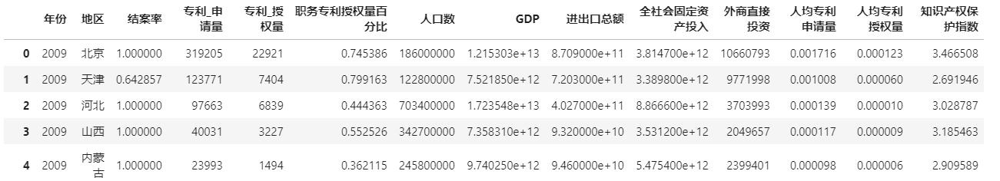 年份 地区 结案率 专利_申请量 专利_授权量 职务专利授权量百分比 人口数 GDP 进出口总额 全社会固定资产投入 外商直接投资 人均专利申请量 人均专利授权量 知识产权保护指数
0 2009 北京 1.000000 319205 22921 0.745386 186000000 1.215303e+13 8.709000e+11 3.814700e+12 10660793 0.001716 0.000123 3.466508
1 2009 天津 0.642857 123771 7404 0.799163 122800000 7.521850e+12 7.203000e+11 3.389800e+12 9771998 0.001008 0.000060 2.691946
2 2009 河北 1.000000 97663 6839 0.444363 703400000 1.723548e+13 4.027000e+11 8.866600e+12 3703993 0.000139 0.000010 3.028787
3 2009 山西 1.000000 40031 3227 0.552526 342700000 7.358310e+12 9.320000e+10 3.531200e+12 2049657 0.000117 0.000009 3.185463
4 2009 内蒙古 1.000000 23993 1494 0.362115 245800000 9.740250e+12 9.460000e+10 5.475400e+12 2399401 0.000098 0.000006 2.909589